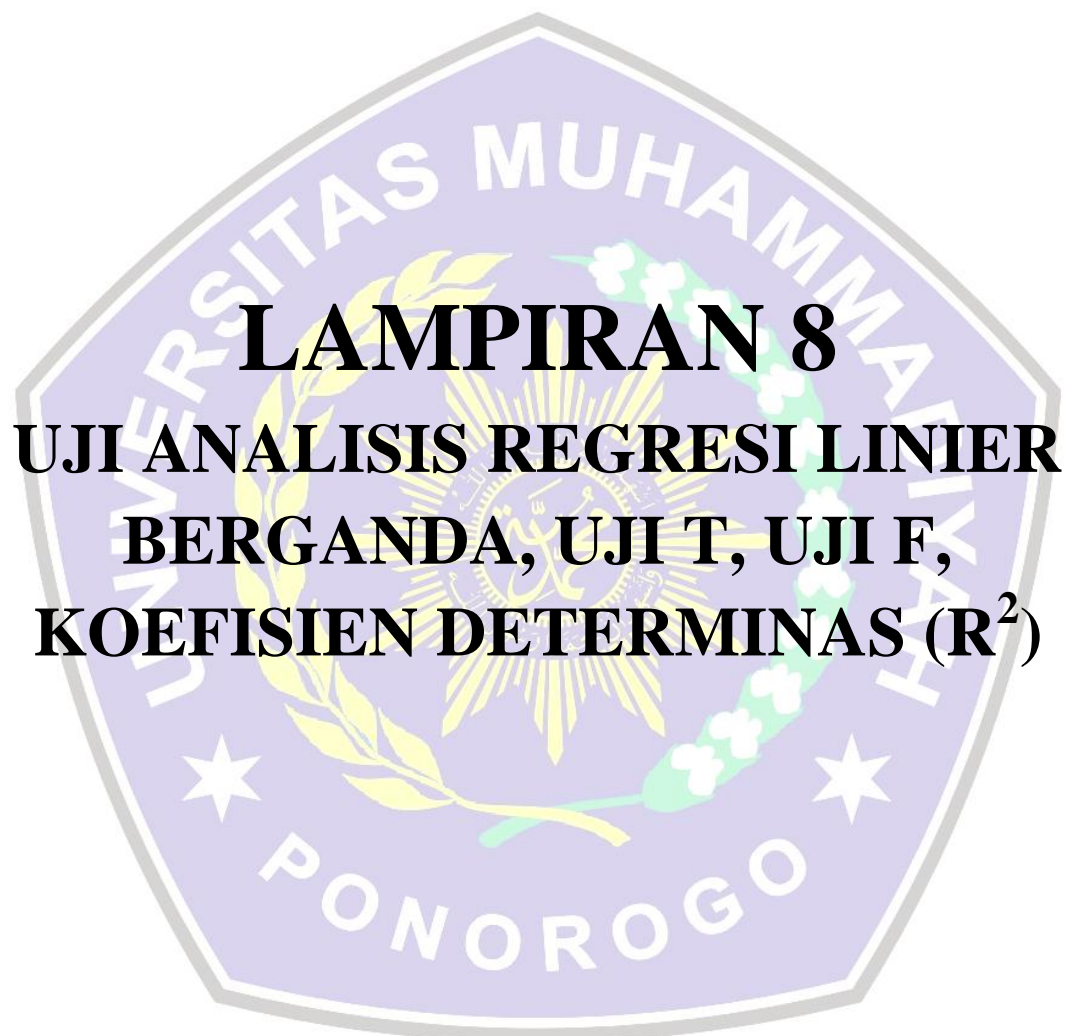 UNIVERSITAS MUHAMMADIYAH
LAMPIRAN 8
UJI ANALISIS REGRESI LINIER
BERGANDA, UJI T, UJI F,
KOEFISIEN DETERMINAS (R²)
PONOROGO